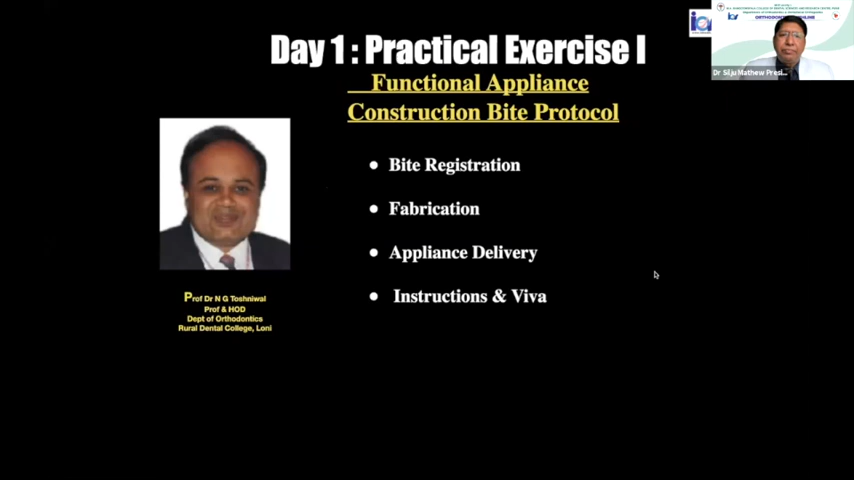 Day 1 : Practical Exercise I
Functional Appliance
Construction Bite Protocol
• Bite Registration
• Fabrication
• Appliance Delivery
• Instructions & Viva
Prof Dr N G Toshniwal
Prof & HOD
Dept of Orthodontics
Rural Dental College, Loni
Dr Siju Mathew Presi...